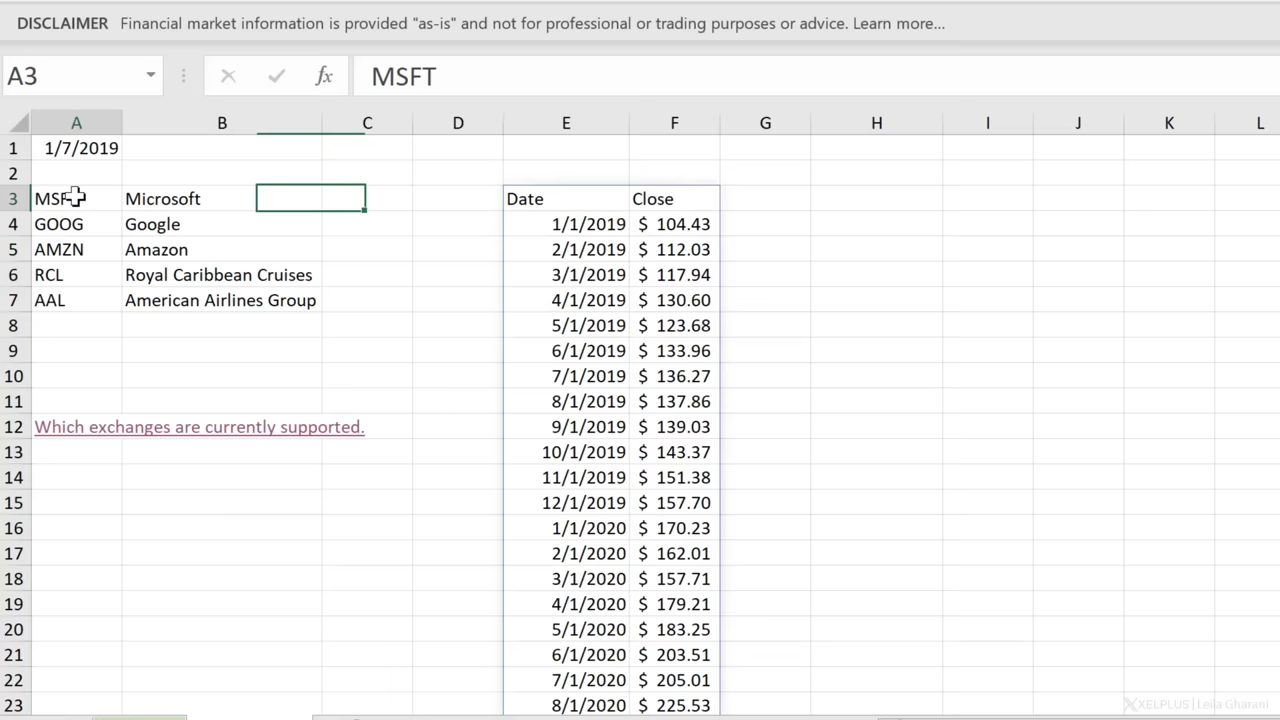 DISCLAIMER Financial market information is provided "as-is" and not for professional or trading purposes or advice. Learn more...
A3 fx MSFT
A B C D E F G H I J K L
1 1/7/2019
2
3 Microsoft Date Close
4 GOOG Google 1/1/2019 $ 104.43
5 AMZN Amazon 2/1/2019 $ 112.03
6 RCL Royal Caribbean Cruises 3/1/2019 $ 117.94
7 AAL American Airlines Group 4/1/2019 $ 130.60
8 5/1/2019 $ 123.68
9 6/1/2019 $ 133.96
10 7/1/2019 $ 136.27
11 8/1/2019 $ 137.86
12 Which exchanges are currently supported. 9/1/2019 $ 139.03
13 10/1/2019 $ 143.37
14 11/1/2019 $ 151.38
15 12/1/2019 $ 157.70
16 1/1/2020 $ 170.23
17 2/1/2020 $ 162.01
18 3/1/2020 $ 157.71
19 4/1/2020 $ 179.21
20 5/1/2020 $ 183.25
21 6/1/2020 $ 203.51
22 7/1/2020 $ 205.01
23 8/1/2020 $ 225.53
XELPLUS | Leila Gharani